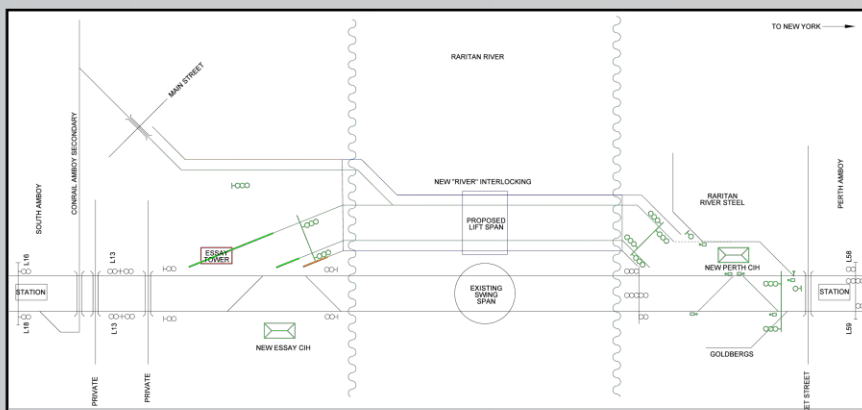 TO NEW YORK
RARITAN RIVER
MAIN STREET
CONRAIL AMBOY SECONDARY
SOUTH AMBOY
NEW "RIVER" INTERLOCKING
PROPOSED
LIFT SPAN
RARITAN
RIVER STEEL
PERTH AMBOY
ESSAY
TOWER
NEW PERTH CIH
L16
L13
L58
STATION
EXISTING
SWING
SPAN
STATION
L18
L13
L59
NEW ESSAY CIH
GOLDBERGS
PRIVATE
PRIVATE
ET STREET